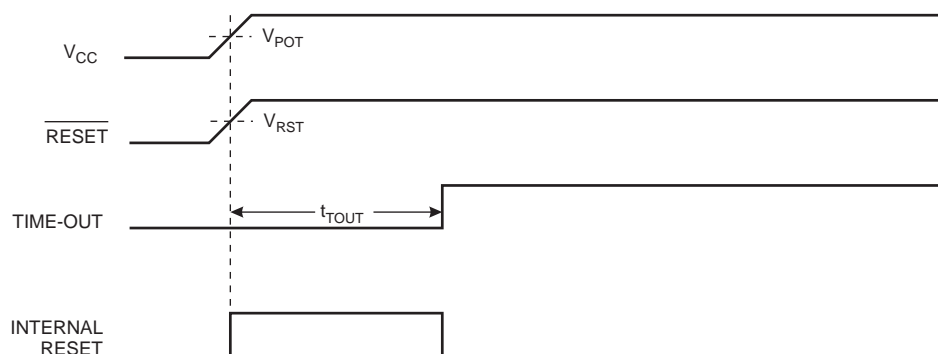 V_CC
V_POT
RESET
V_RST
TIME-OUT
t_TOUT
INTERNAL
RESET